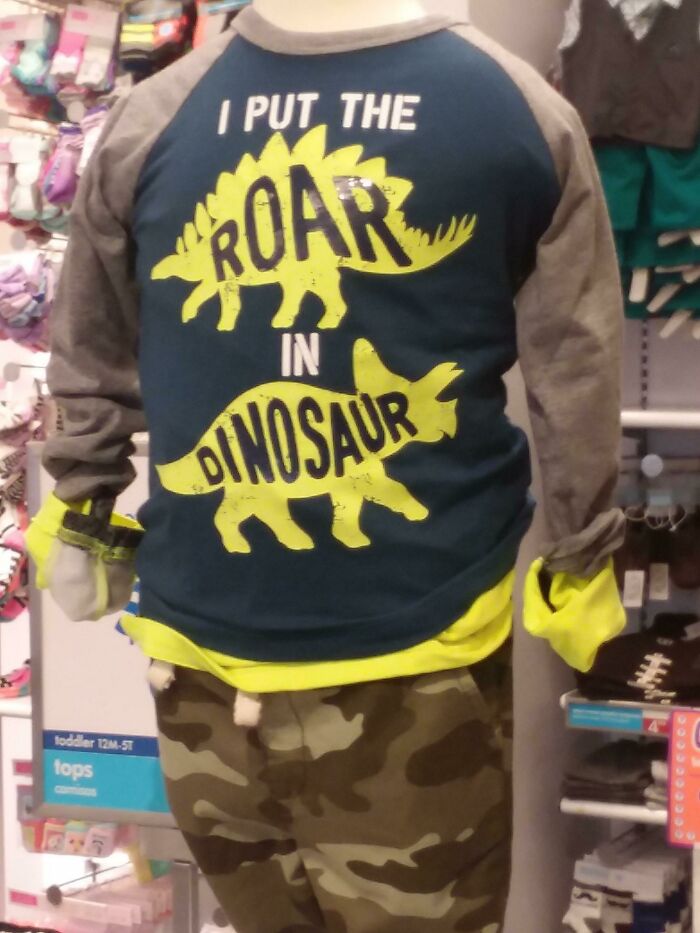 I PUT THE
ROAR
IN
DINOSAUR
toddler 12M-5T
tops
camisas